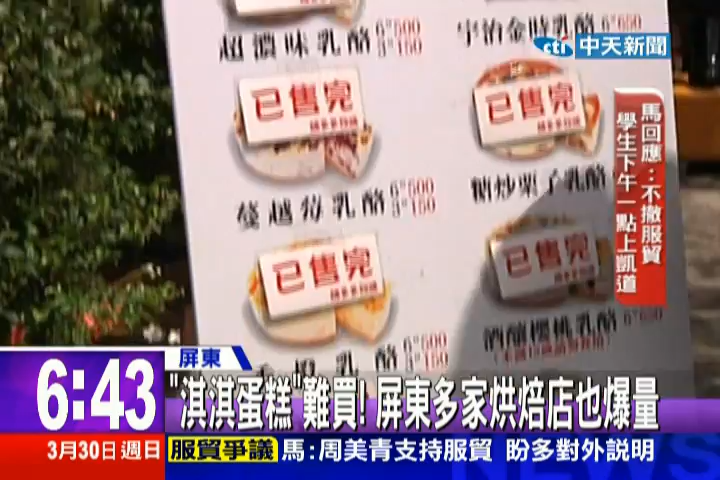 超濃味乳酪 6"500
3"150
宇治金時乳酪
cti 中天新聞
已售完
已售完
蔓越莓乳酪 6"500
3"150
糖炒栗子乳酪
已售完
已售完
乳酪 6"500
3"150
酒釀櫻桃乳酪
馬回應:不撤服貿
學生下午一點上凱道
屏東
6:43
"淇淇蛋糕"難買! 屏東多家烘焙店也爆量
3月30日週日
服貿爭議
馬:周美青支持服貿 盼多對外説明
NEWS